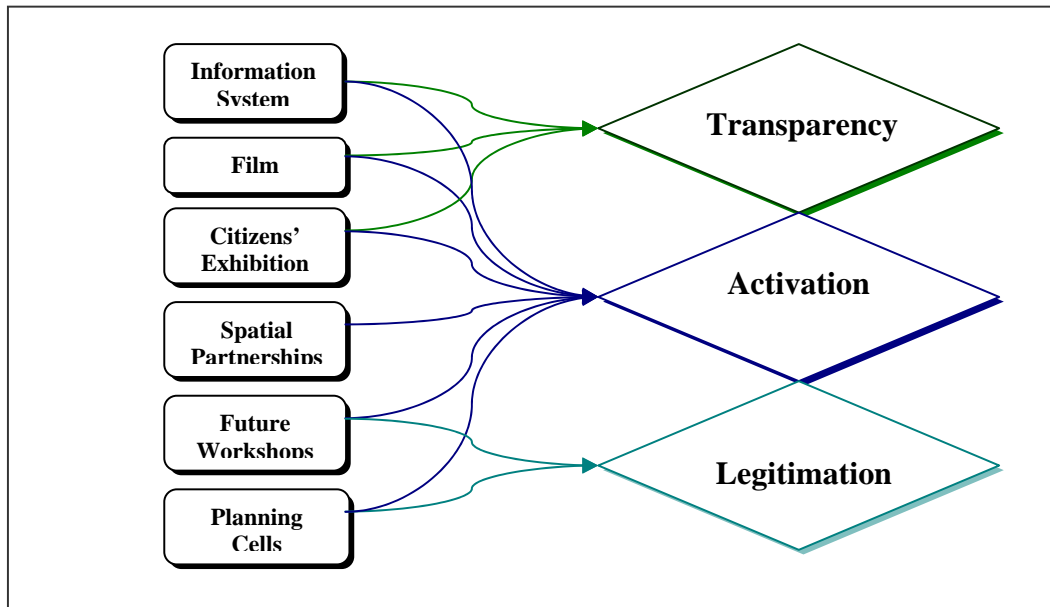 Information
System
Film
Citizens’
Exhibition
Spatial
Partnerships
Future
Workshops
Planning
Cells
Transparency
Activation
Legitimation